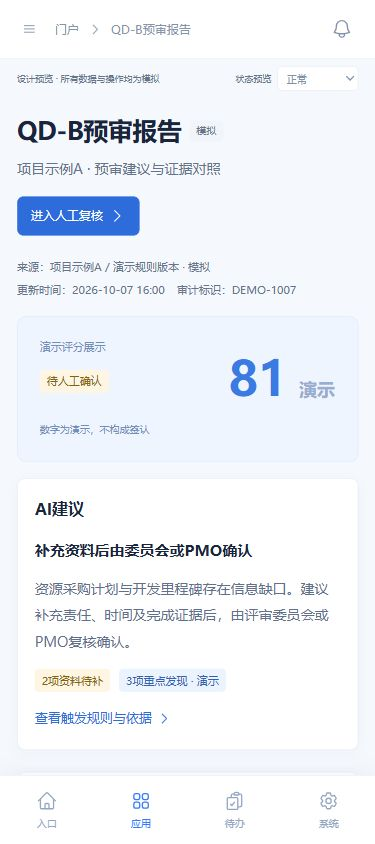 门户 > QD-B预审报告
设计预览 · 所有数据与操作均为模拟 状态预览 正常
QD-B预审报告 模拟
项目示例A · 预审建议与证据对照
进入人工复核
来源：项目示例A / 演示规则版本 · 模拟
更新时间：2026-10-07 16:00 审计标识：DEMO-1007
演示评分展示
待人工确认
81 演示
数字为演示，不构成签认
AI建议
补充资料后由委员会或PMO确认
资源采购计划与开发里程碑存在信息缺口。建议
补充责任、时间及完成证据后，由评审委员会或
PMO复核确认。
2项资料待补 3项重点发现 · 演示
查看触发规则与依据
入口 应用 待办 系统